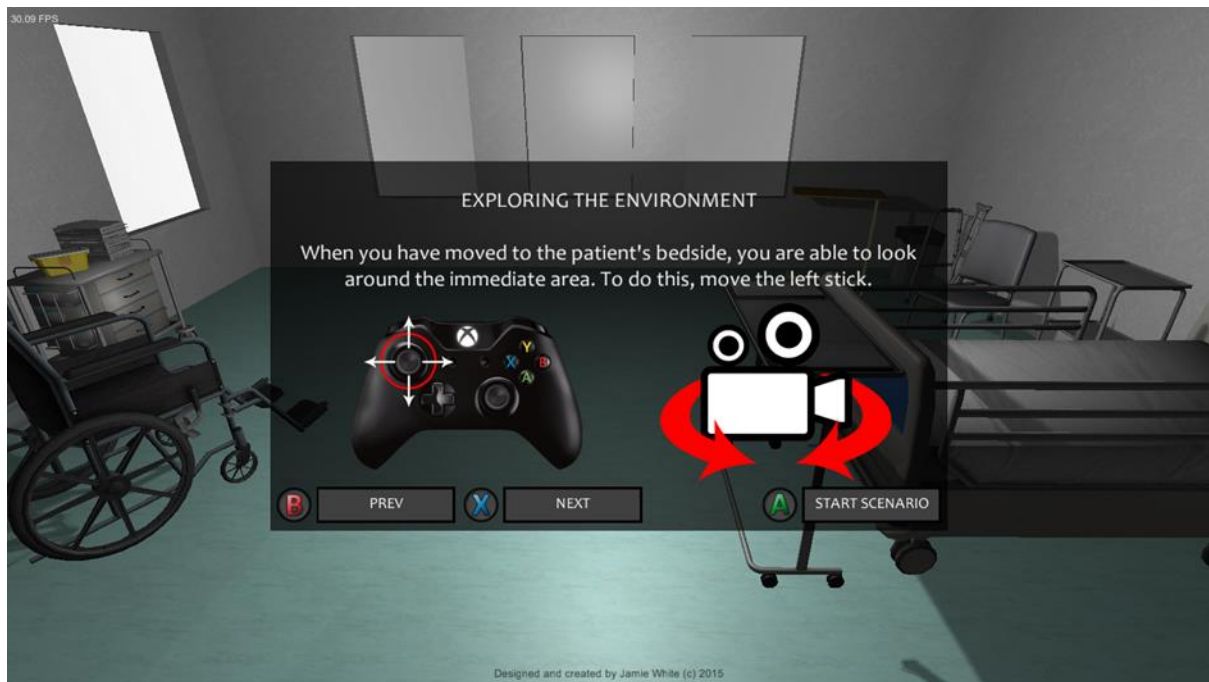 30.09 FPS
EXPLORING THE ENVIRONMENT
When you have moved to the patient's bedside, you are able to look
around the immediate area. To do this, move the left stick.
Y
X B
A
B PREV X NEXT A START SCENARIO
Designed and created by Jamie White (c) 2015